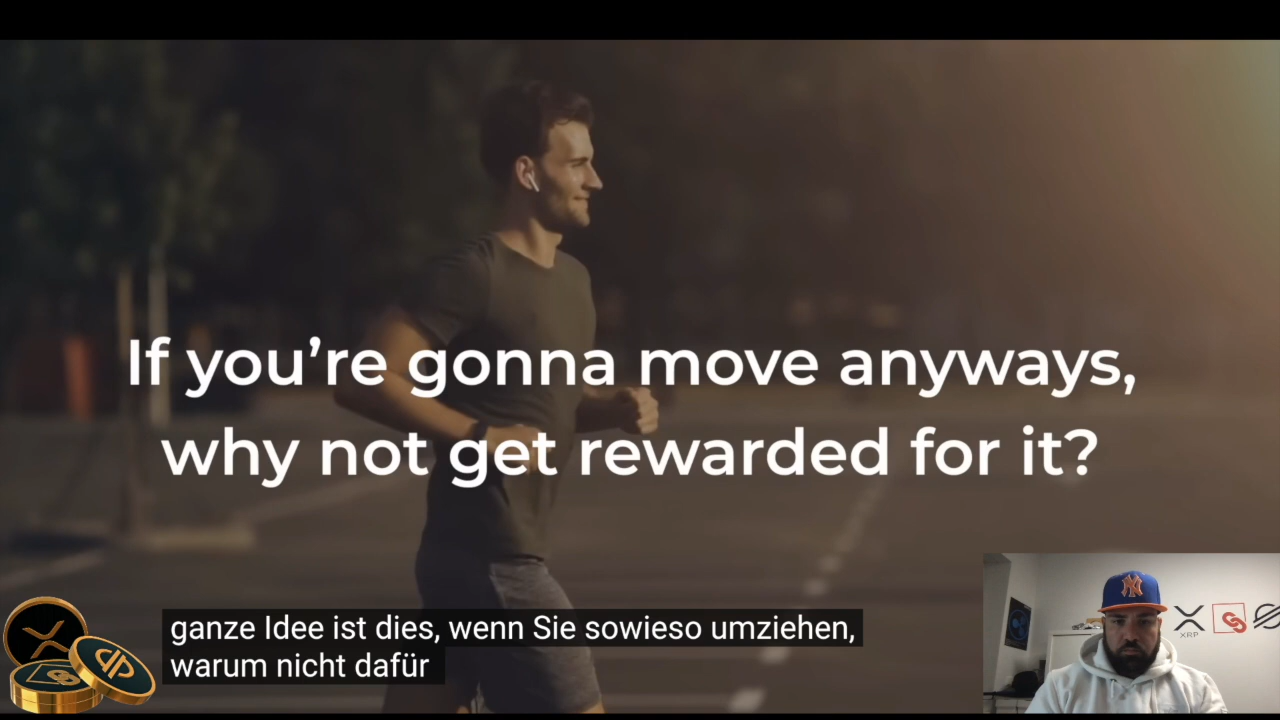 If you're gonna move anyways,
why not get rewarded for it?
ganze Idee ist dies, wenn Sie sowieso umziehen,
warum nicht dafür
XRP
NY